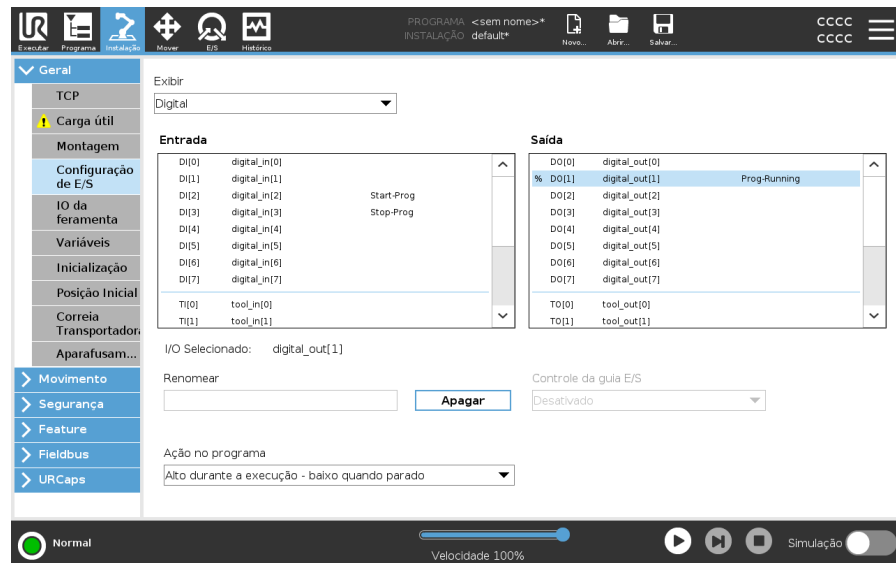 PROGRAMA <sem nome>*
INSTALAÇÃO default*
CCCC
CCCC
Executar
Programa
Instalação
Mover
E/S
Histórico
Novo...
Abrir...
Salvar...
Geral
TCP
Carga útil
Montagem
Configuração
de E/S
IO da
ferramenta
Variáveis
Inicialização
Posição Inicial
Correia
Transportadora
Aparafusam...
Movimento
Segurança
Feature
Fieldbus
URCaps
Exibir
Digital
Entrada
DI[0] digital_in[0]
DI[1] digital_in[1]
DI[2] digital_in[2] Start-Prog
DI[3] digital_in[3] Stop-Prog
DI[4] digital_in[4]
DI[5] digital_in[5]
DI[6] digital_in[6]
DI[7] digital_in[7]
TI[0] tool_in[0]
TI[1] tool_in[1]
Saída
DO[0] digital_out[0]
% DO[1] digital_out[1] Prog-Running
DO[2] digital_out[2]
DO[3] digital_out[3]
DO[4] digital_out[4]
DO[5] digital_out[5]
DO[6] digital_out[6]
DO[7] digital_out[7]
TO[0] tool_out[0]
TO[1] tool_out[1]
I/O Selecionado: digital_out[1]
Renomear
Apagar
Controle da guia E/S
Desativado
Ação no programa
Alto durante a execução - baixo quando parado
Normal
Velocidade 100%
Simulação